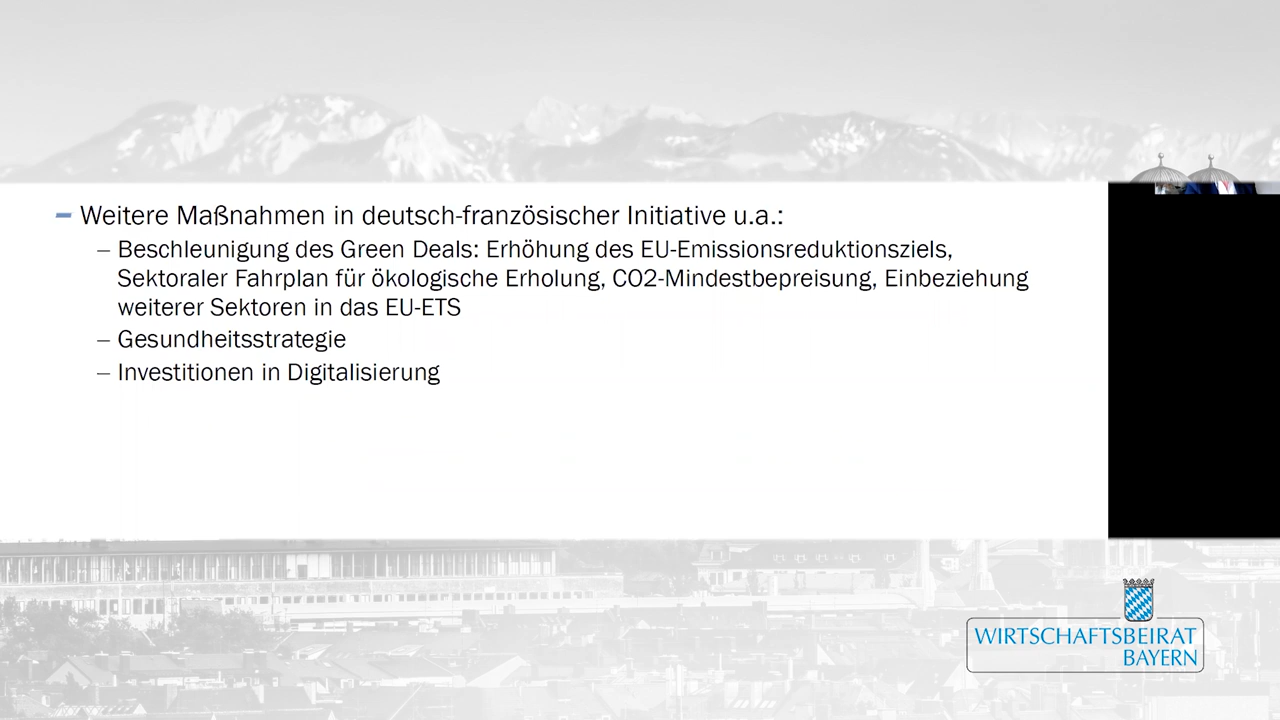 Weitere Maßnahmen in deutsch-französischer Initiative u.a.:
– Beschleunigung des Green Deals: Erhöhung des EU-Emissionsreduktionsziels,
Sektoraler Fahrplan für ökologische Erholung, CO2-Mindestbepreisung, Einbeziehung
weiterer Sektoren in das EU-ETS
– Gesundheitsstrategie
– Investitionen in Digitalisierung
WIRTSCHAFTSBEIRAT
BAYERN